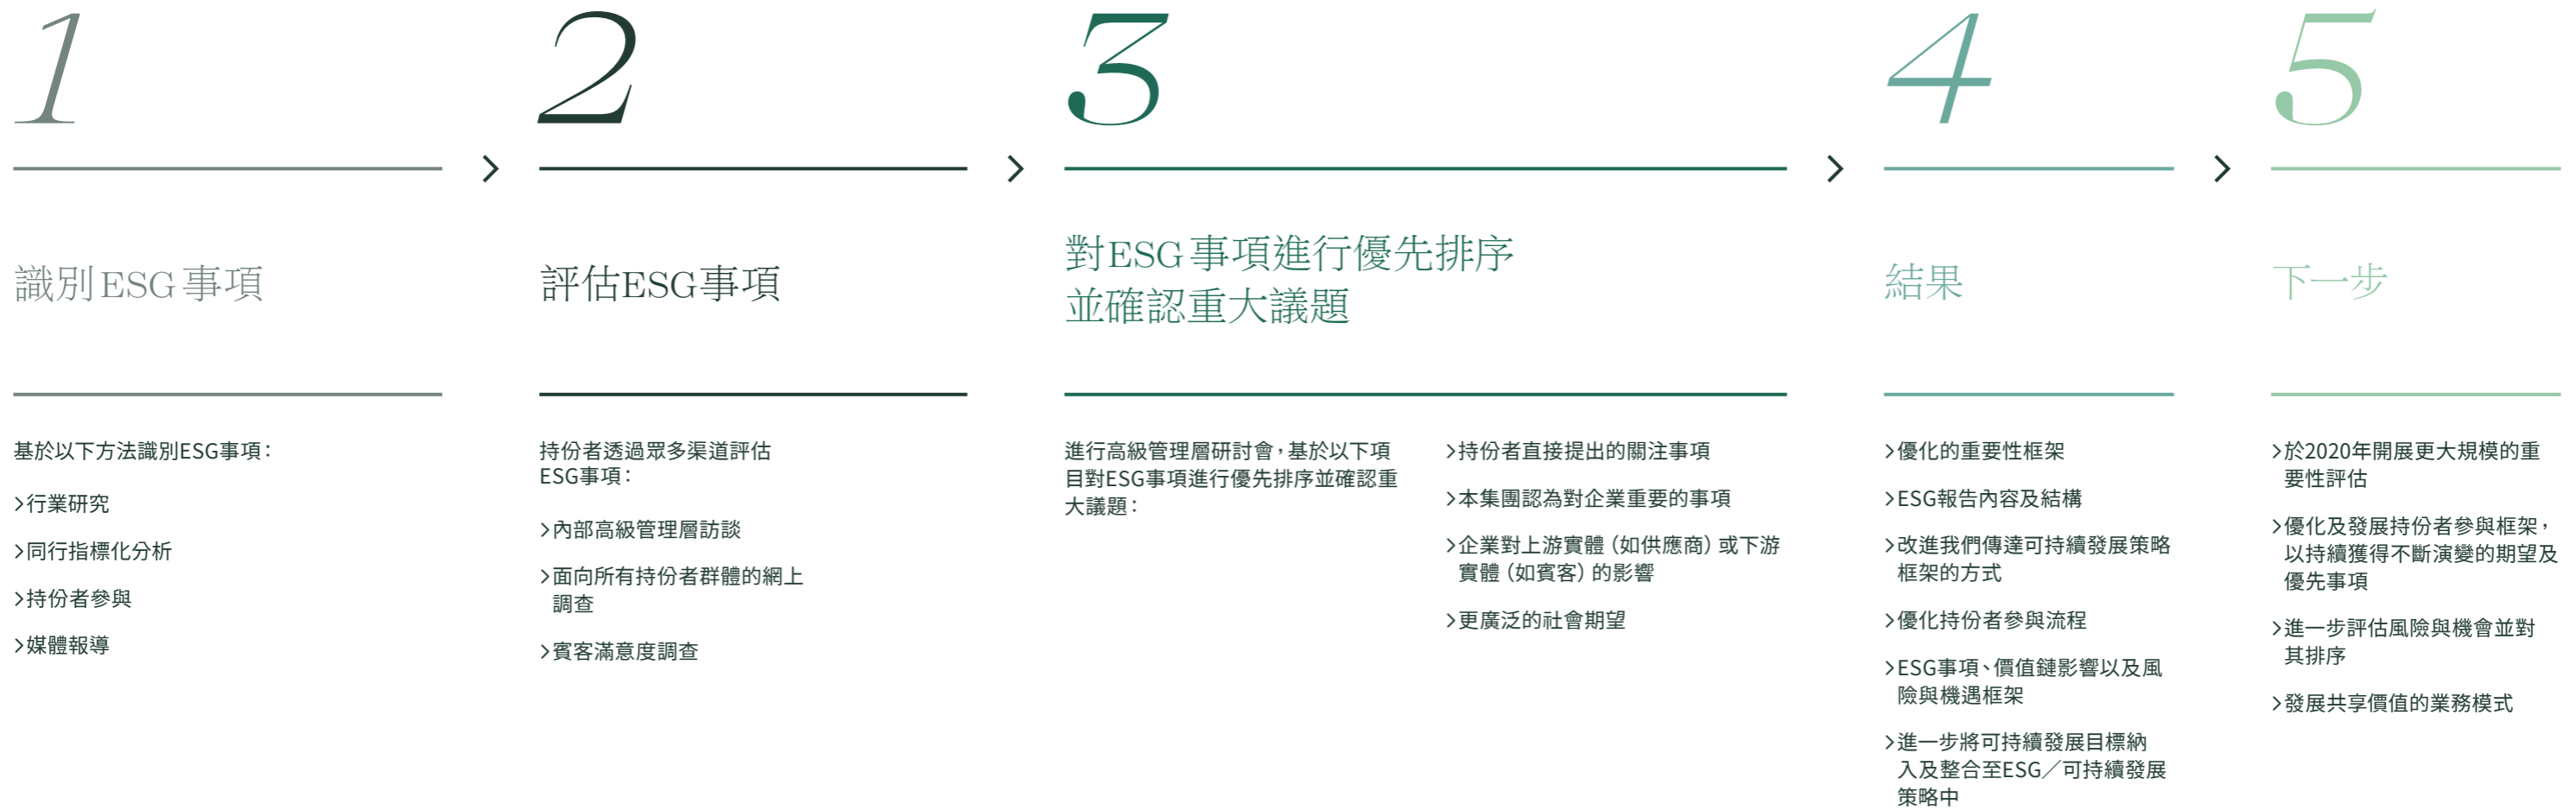 1
識別ESG事項
基於以下方法識別ESG事項：
>行業研究
>同行指標化分析
>持份者參與
>媒體報導
2
評估ESG事項
持份者透過眾多渠道評估
ESG事項：
>內部高級管理層訪談
>面向所有持份者群體的網上
調查
>賓客滿意度調查
3
對ESG事項進行優先排序
並確認重大議題
進行高級管理層研討會，基於以下項
目對ESG事項進行優先排序並確認重
大議題：
>持份者直接提出的關注事項
>本集團認為對企業重要的事項
>企業對上游實體（如供應商）或下游
實體（如賓客）的影響
>更廣泛的社會期望
4
結果
>優化的重要性框架
>ESG報告內容及結構
>改進我們傳達可持續發展策略
框架的方式
>優化持份者參與流程
>ESG事項、價值鏈影響以及風
險與機遇框架
>進一步將可持續發展目標納
入及整合至ESG／可持續發展
策略中
5
下一步
>於2020年開展更大規模的重
要性評估
>優化及發展持份者參與框架，
以持續獲得不斷演變的期望及
優先事項
>進一步評估風險與機會並對
其排序
>發展共享價值的業務模式